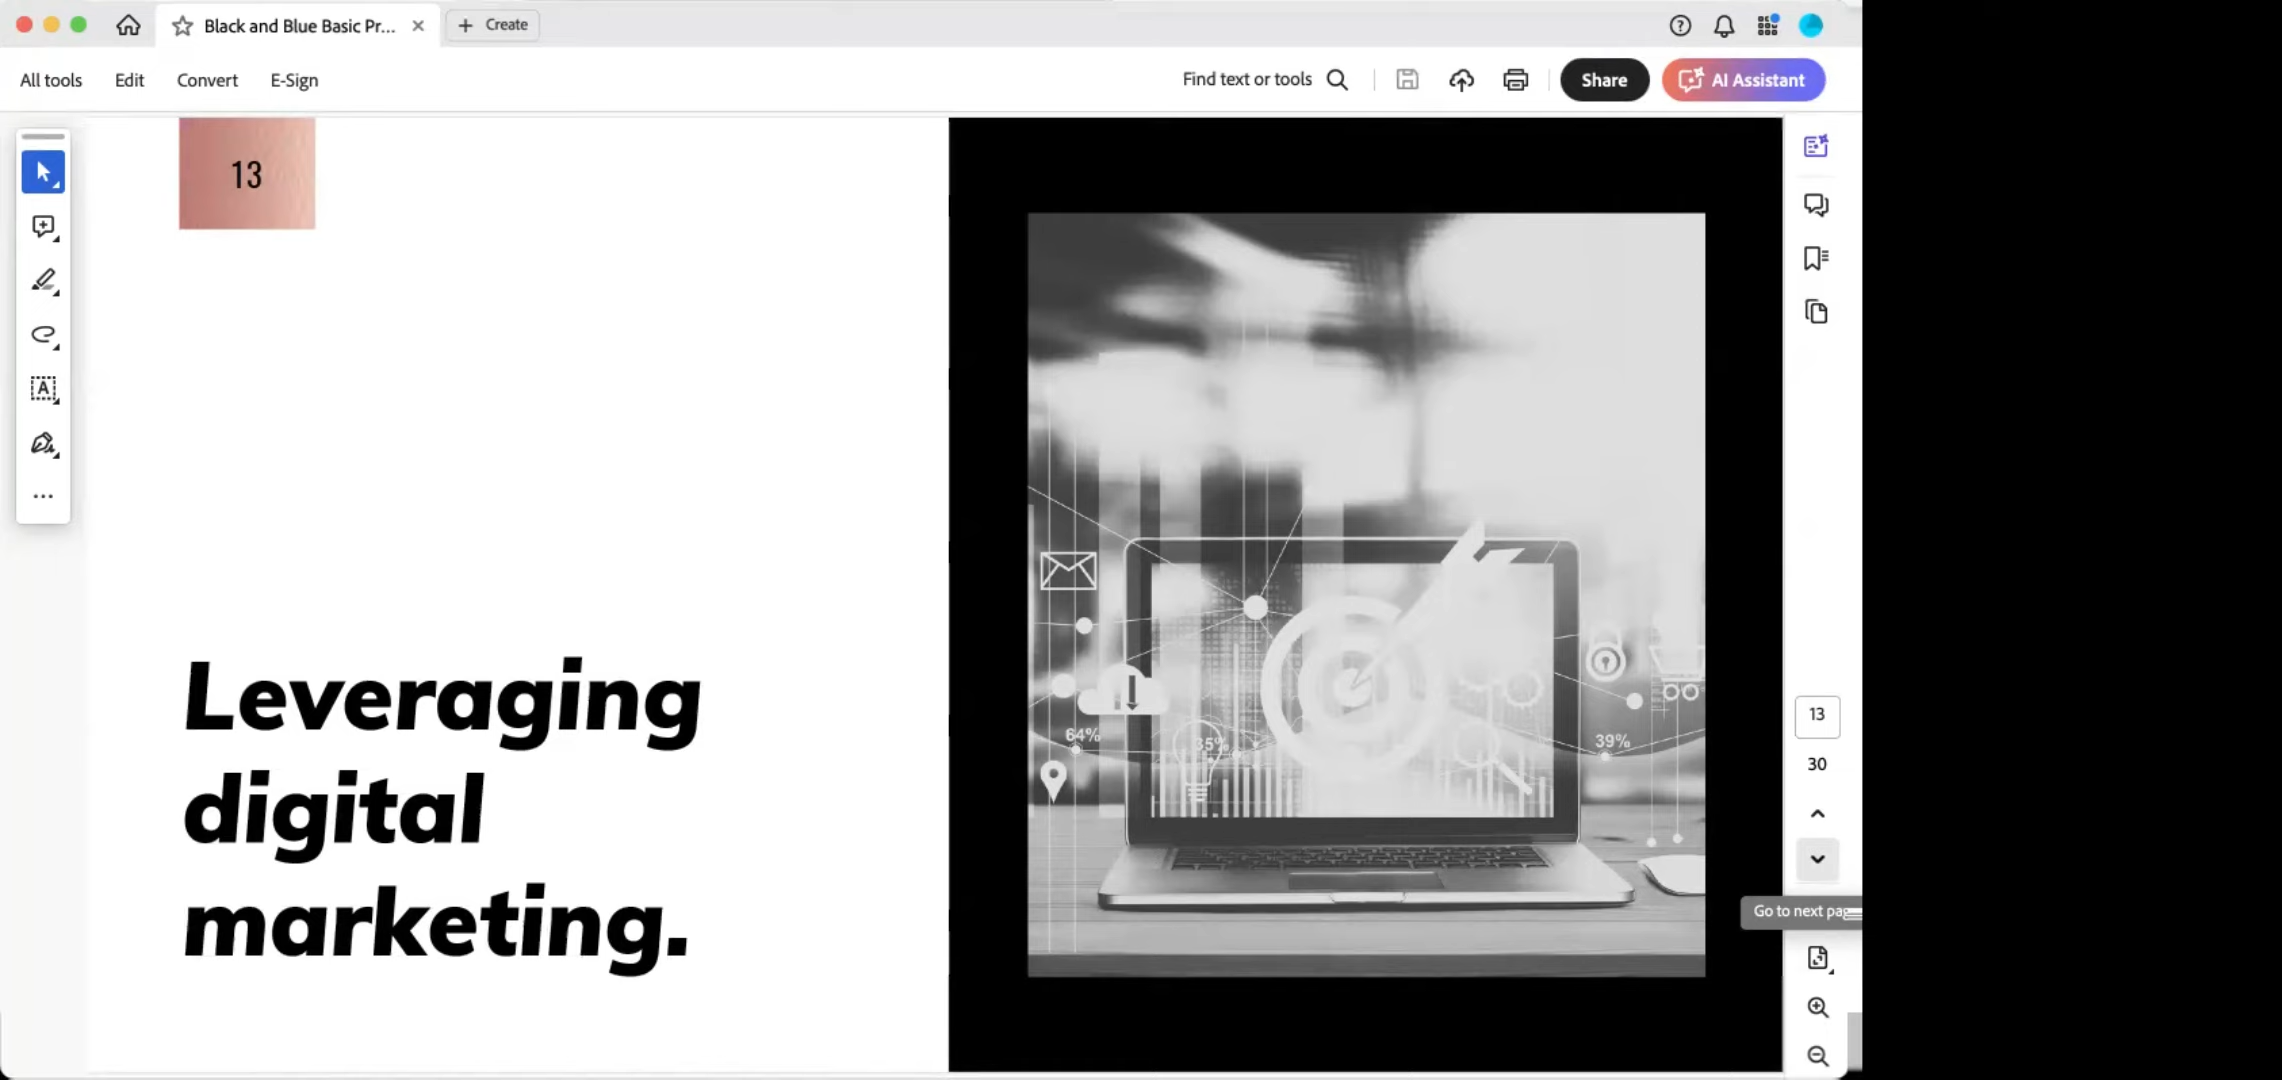 Black and Blue Basic Pr...
Create
All tools
Edit
Convert
E-Sign
Find text or tools
Share
AI Assistant
13
Leveraging
digital
marketing.
64%
35%
39%
13
30
Go to next